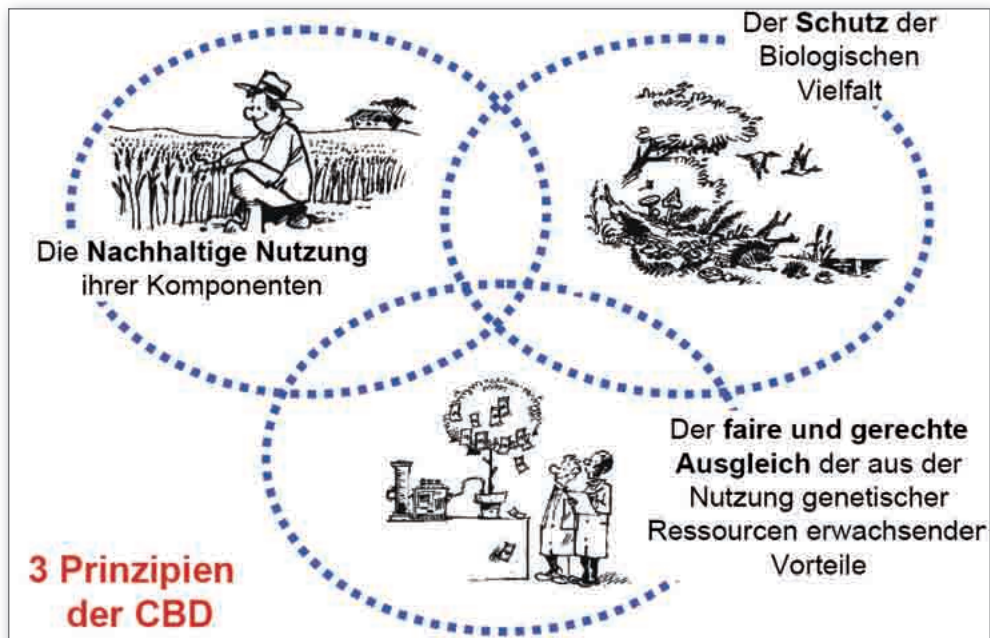 Der Schutz der
Biologischen
Vielfalt
Die Nachhaltige Nutzung
ihrer Komponenten
Der faire und gerechte
Ausgleich der aus der
Nutzung genetischer
Ressourcen erwachsender
Vorteile
3 Prinzipien
der CBD